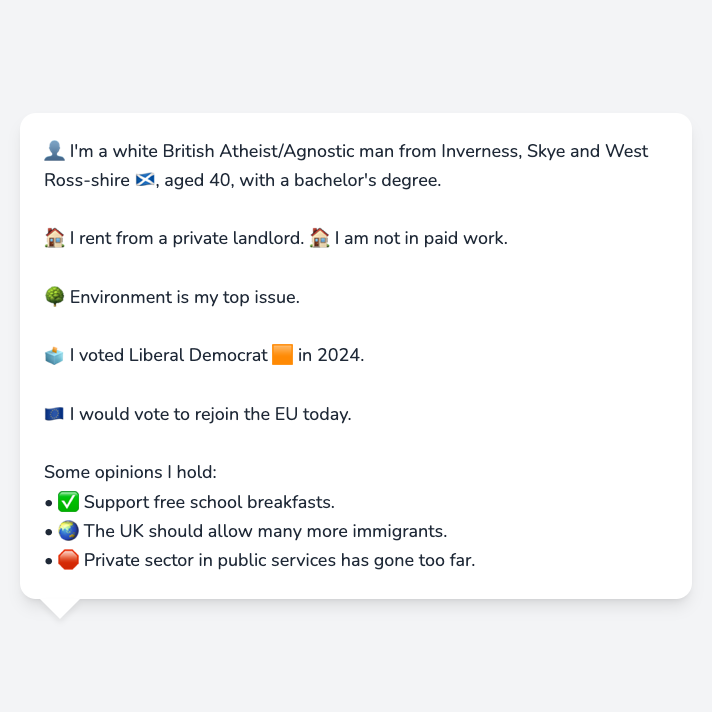 👤 I'm a white British Atheist/Agnostic man from Inverness, Skye and West
Ross-shire 🏴󠁧󠁢󠁳󠁣󠁴󠁿, aged 40, with a bachelor's degree.
🏠 I rent from a private landlord. 🏠 I am not in paid work.
🌳 Environment is my top issue.
🗳️ I voted Liberal Democrat 🟧 in 2024.
🇪🇺 I would vote to rejoin the EU today.
Some opinions I hold:
• ✅ Support free school breakfasts.
• 🌏 The UK should allow many more immigrants.
• 🛑 Private sector in public services has gone too far.